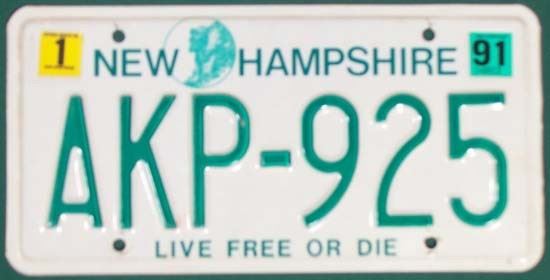 1 NEW HAMPSHIRE 91
AKP-925
LIVE FREE OR DIE